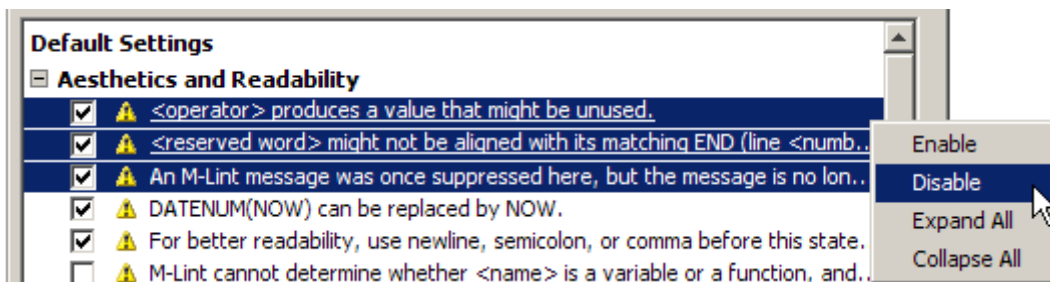 Default Settings
Aesthetics and Readability
<operator> produces a value that might be unused.
<reserved word> might not be aligned with its matching END (line <numb..
An M-Lint message was once suppressed here, but the message is no lon..
DATENUM(NOW) can be replaced by NOW.
For better readability, use newline, semicolon, or comma before this state.
M-Lint cannot determine whether <name> is a variable or a function, and..
Enable
Disable
Expand All
Collapse All